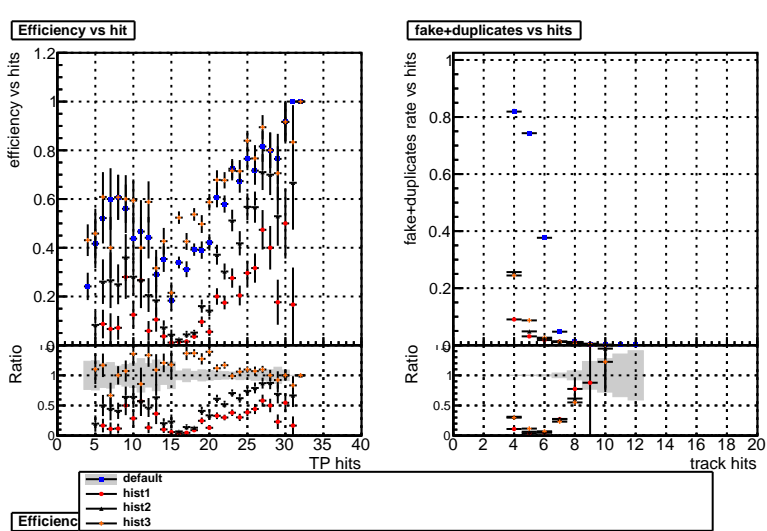 Efficiency vs hit
fake+duplicates vs hits
efficiency vs hits
1.2
1
0.8
0.6
0.4
0.2
0
Ratio
1
0.5
0
0 5 10 15 20 25 30 35 40
TP hits
fake+duplicates rate vs hits
1
0.8
0.6
0.4
0.2
Ratio
1
0.5
0
0 2 4 6 8 10 12 14 16 18 20
track hits
default
hist1
hist2
hist3
Efficienc